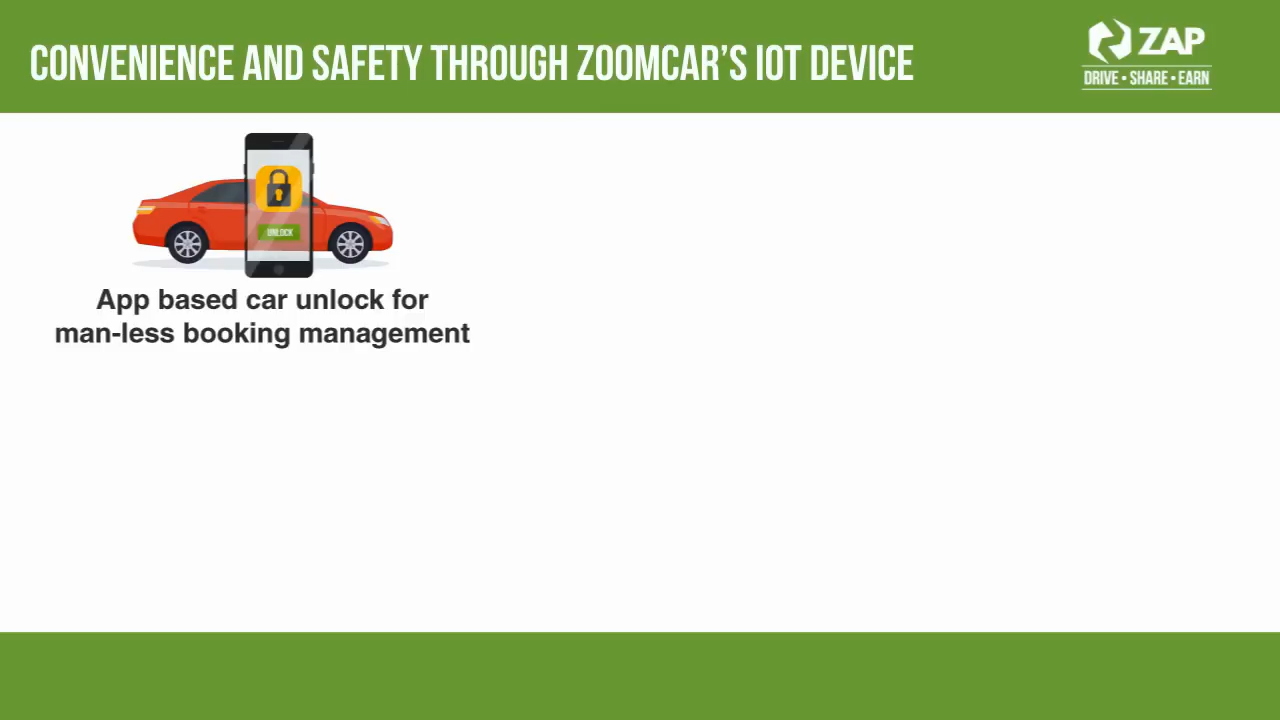 CONVENIENCE AND SAFETY THROUGH ZOOMCAR'S IOT DEVICE
ZAP
DRIVE • SHARE • EARN
UNLOCK
App based car unlock for
man-less booking management